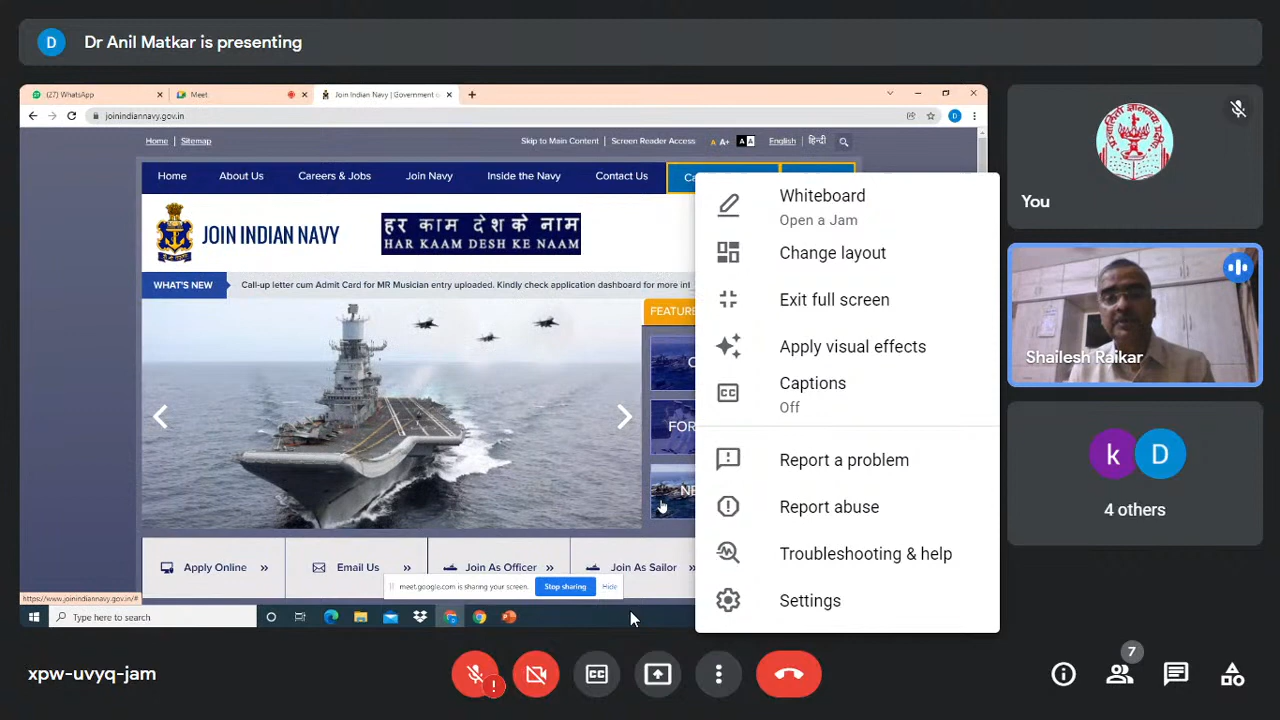 D Dr Anil Matkar is presenting
(27) WhatsApp
Meet
Join Indian Navy | Government o
joinindiannavy.gov.in
D
Home | Sitemap
Skip to Main Content | Screen Reader Access A A+ A A English | हिन्दी
Home About Us Careers & Jobs Join Navy Inside the Navy Contact Us
JOIN INDIAN NAVY
हर काम देश के नाम
HAR KAAM DESH KE NAAM
WHAT'S NEW
Call-up letter cum Admit Card for MR Musician entry uploaded. Kindly check application dashboard for more inf
FEATURE
FOR
NE
Apply Online »
Email Us »
Join As Officer »
Join As Sailor »
meet.google.com is sharing your screen. Stop sharing Hide
https://www.joinindiannavy.gov.in/#
Type here to search
Whiteboard
Open a Jam
Change layout
Exit full screen
Apply visual effects
CC Captions
Off
Report a problem
Report abuse
Troubleshooting & help
Settings
You
Shailesh Raikar
k D
4 others
xpw-uvyq-jam
CC
7